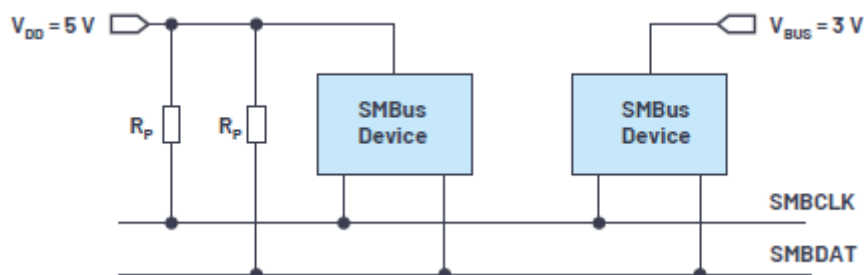 V_DD = 5 V
V_BUS = 3 V
R_P
R_P
SMBus
Device
SMBus
Device
SMBCLK
SMBDAT